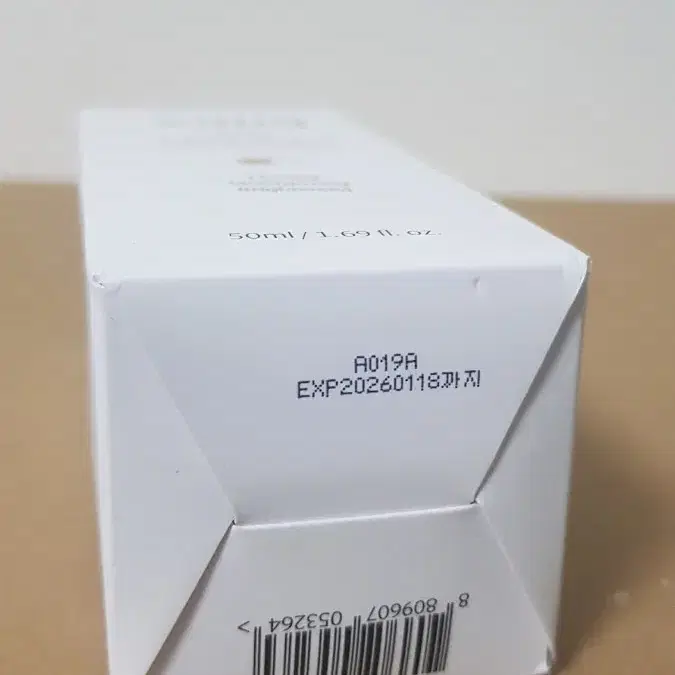 50ml / 1.69 fl. oz.
A019A
EXP20260118까지
8 809607 053264 >